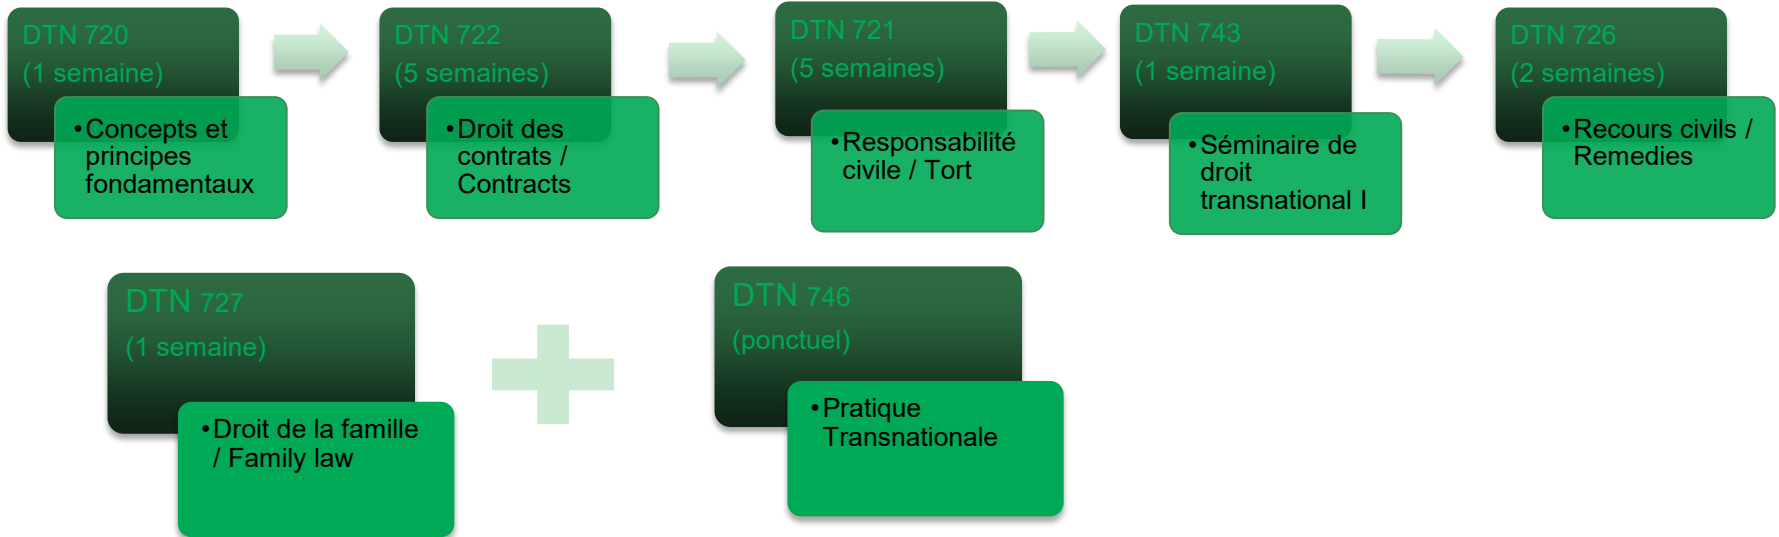 DTN 720
(1 semaine)
•Concepts et
principes
fondamentaux
DTN 722
(5 semaines)
•Droit des
contrats /
Contracts
DTN 721
(5 semaines)
•Responsabilité
civile / Tort
DTN 743
(1 semaine)
•Séminaire de
droit
transnational I
DTN 726
(2 semaines)
•Recours civils /
Remedies
DTN 727
(1 semaine)
•Droit de la famille
/ Family law
DTN 746
(ponctuel)
•Pratique
Transnationale